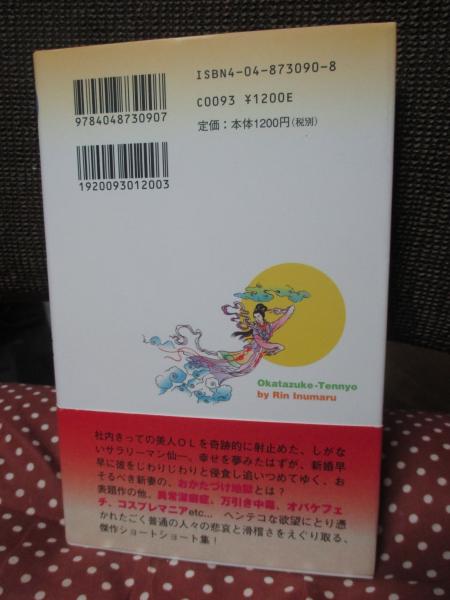 ISBN4-04-873090-8
C0093 ¥1200E
定価：本体1200円(税別)
9784048730907
1920093012003
Okatazuke-Tennyo
by Rin Inumaru
社内きっての美人OLを奇跡的に射止めた、しがな
いサラリーマン仙一。幸せを夢みたはずが、新婚早
早に彼をじわりじわりと侵食し追いつめてゆく、お
そるべき新妻の、おかたづけ地獄とは？
表題作の他、異常潔癖症、万引き中毒、オバケフェ
チ、コスプレマニアetc… ヘンテコな欲望にとり憑
かれたごく普通の人々の悲哀と滑稽さをえぐり取る、
傑作ショートショート集！